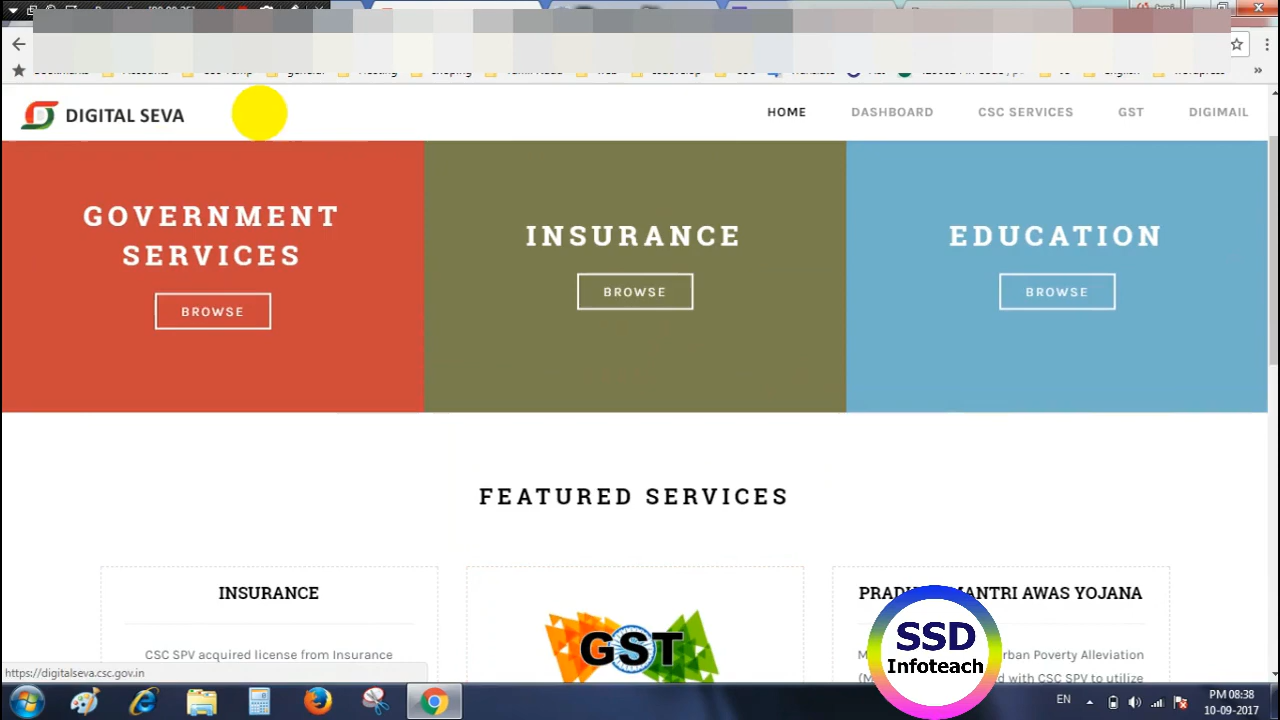 DIGITAL SEVA
HOME
DASHBOARD
CSC SERVICES
GST
DIGIMAIL
GOVERNMENT
SERVICES
BROWSE
INSURANCE
BROWSE
EDUCATION
BROWSE
FEATURED SERVICES
INSURANCE
CSC SPV acquired license from Insurance
GST
MANTRI AWAS YOJANA
Urban Poverty Alleviation
with CSC SPV to utilize
SSD
Infoteach
https://digitalseva.csc.gov.in
EN
PM 08:38
10-09-2017